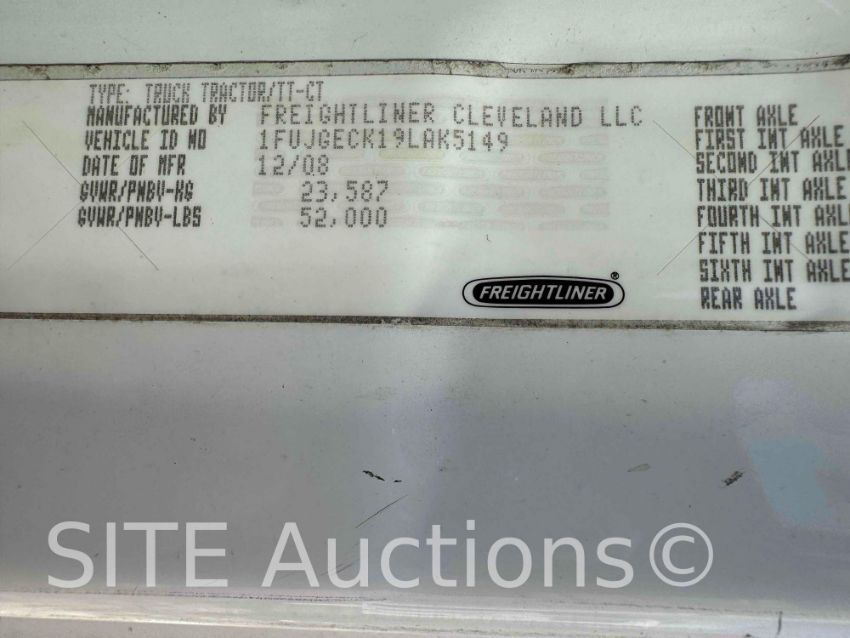 TYPE: TRUCK TRACTOR/TT-CT
MANUFACTURED BY FREIGHTLINER CLEVELAND LLC
VEHICLE ID NO 1FUJGECK19LAK5149
DATE OF MFR 12/08
GVWR/PNBV-KG 23,587
GVWR/PNBV-LBS 52,000
FRONT AXLE
FIRST INT AXLE
SECOND INT AXLE
THIRD INT AXLE
FOURTH INT AXLE
FIFTH INT AXLE
SIXTH INT AXLE
REAR AXLE
FREIGHTLINER®
SITE Auctions©